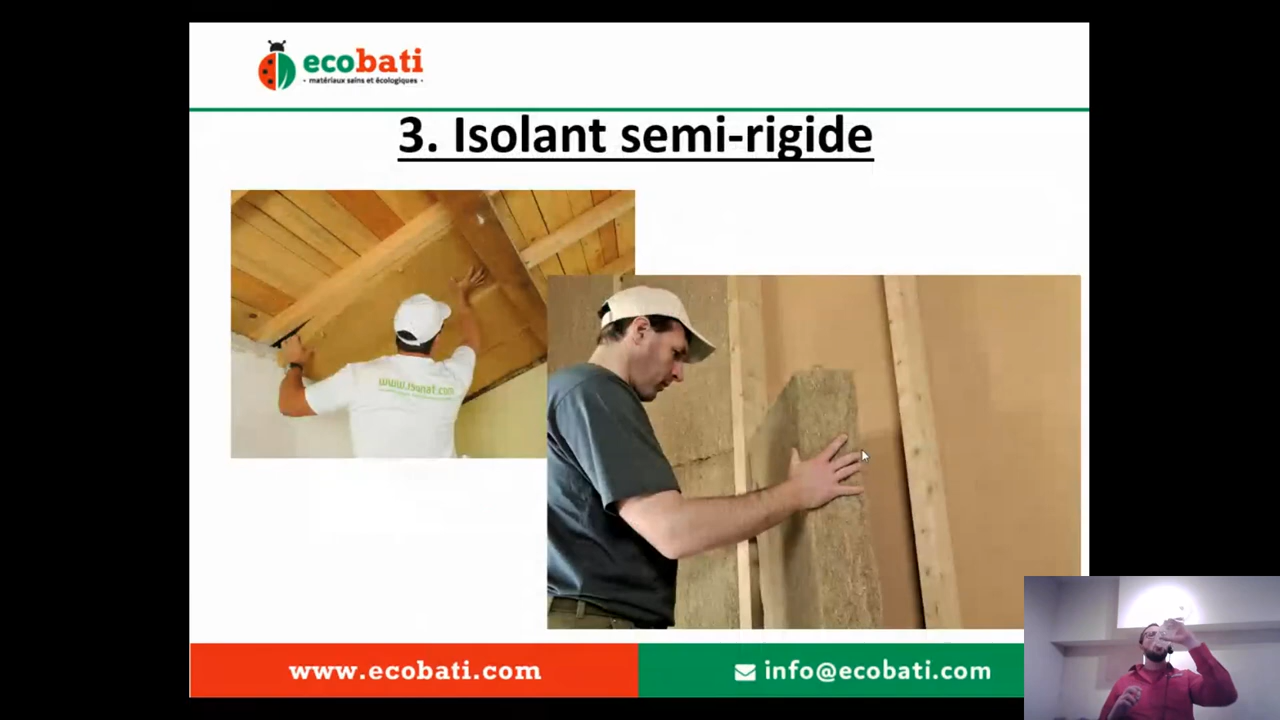 ecobati
• matériaux sains et écologiques •
3. Isolant semi-rigide
www.isonat.com
www.ecobati.com
info@ecobati.com